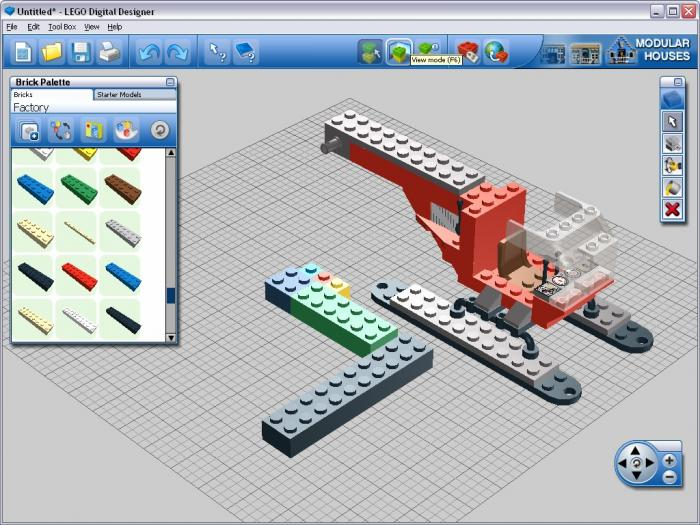 Untitled* - LEGO Digital Designer
File Edit Tool Box View Help
View mode (F6)
MODULAR
HOUSES
Brick Palette
Bricks Starter Models
Factory